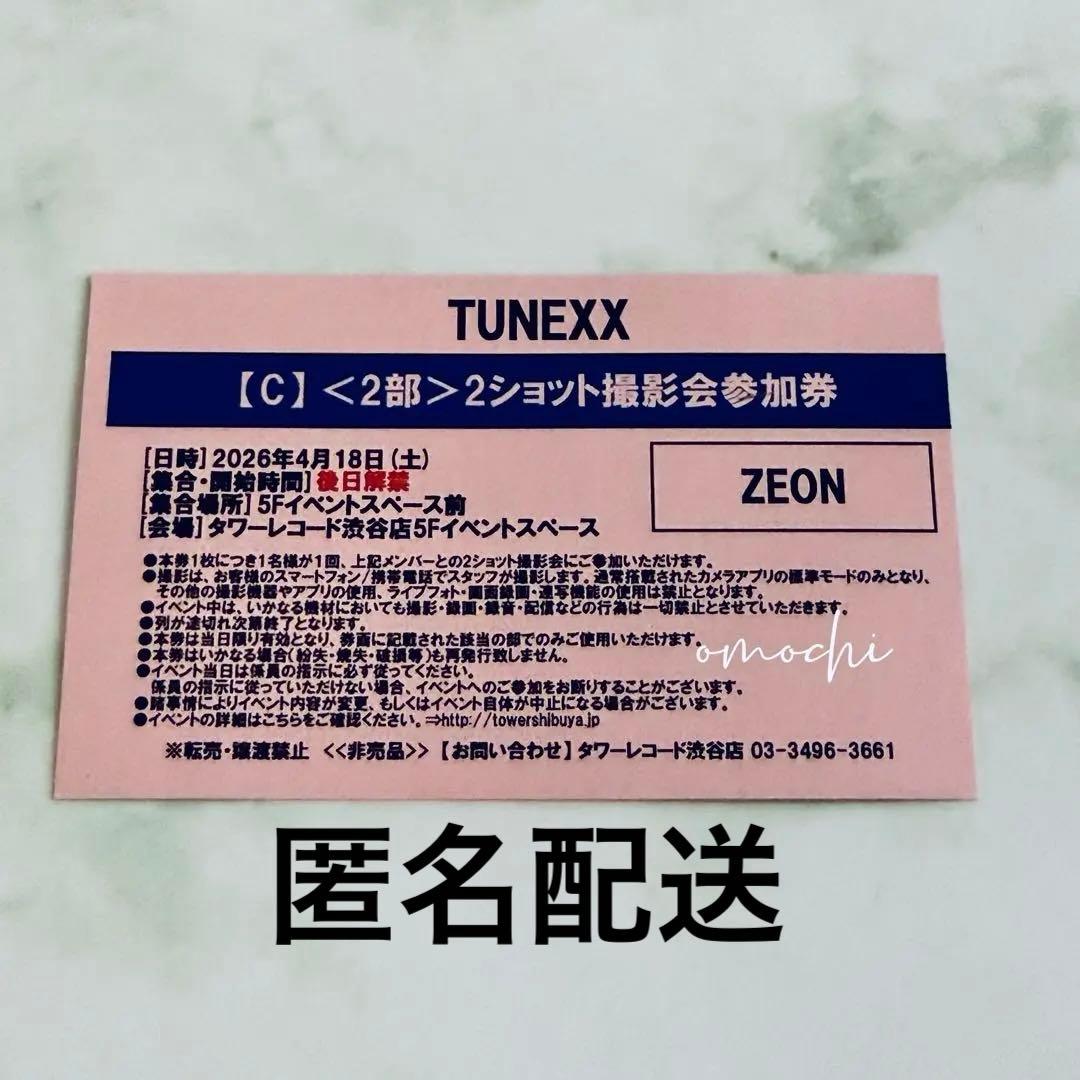 TUNEXX
【C】＜2部＞2ショット撮影会参加券
[日時] 2026年4月18日(土)
[集合・開始時間] 後日解禁
[集合場所] 5Fイベントスペース前
[会場] タワーレコード渋谷店5Fイベントスペース
ZEON
●本券1枚につき1名様が1回、上記メンバーとの2ショット撮影会にご参加いただけます。
●撮影は、お客様のスマートフォン/携帯電話でスタッフが撮影します。通常搭載されたカメラアプリの標準モードのみとなり、
その他の撮影機器やアプリの使用、ライブフォト・画面録画・連写機能の使用は禁止となります。
●イベント中は、いかなる機材においても撮影・録画・録音・配信などの行為は一切禁止とさせていただきます。
●列が途切れ次第終了となります。
●本券は当日限り有効となり、券面に記載された該当の部でのみご使用いただけます。
●本券はいかなる場合(紛失・焼失・破損等)も再発行致しません。
●イベント当日は係員の指示に必ず従ってください。
係員の指示に従っていただけない場合、イベントへのご参加をお断りすることがございます。
●諸事情によりイベント内容が変更、もしくはイベント自体が中止になる場合がございます。
●イベントの詳細はこちらをご確認ください。⇒http://towershibuya.jp
※転売・譲渡禁止 <<非売品>> 【お問い合わせ】タワーレコード渋谷店 03-3496-3661
omochi
匿名配送